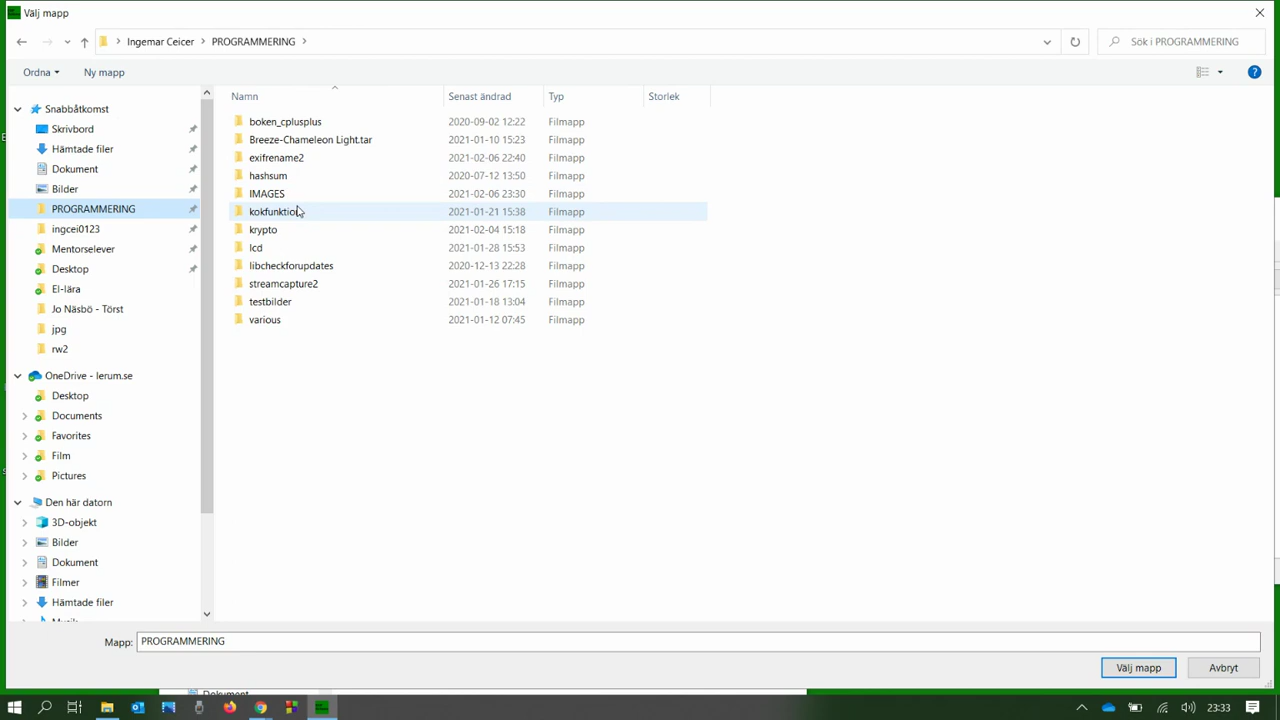 Välj mapp
Ingemar Ceicer PROGRAMMERING
Sök i PROGRAMMERING
Ordna Ny mapp
Namn Senast ändrad Typ Storlek
Snabbåtkomst
Skrivbord
Hämtade filer
Dokument
Bilder
PROGRAMMERING
ingcei0123
Mentorselever
Desktop
El-lära
Jo Näsbö - Törst
jpg
rw2
OneDrive - lerum.se
Desktop
Documents
Favorites
Film
Pictures
Den här datorn
3D-objekt
Bilder
Dokument
Filmer
Hämtade filer
boken_cplusplus 2020-09-02 12:22 Filmapp
Breeze-Chameleon Light.tar 2021-01-10 15:23 Filmapp
exifrename2 2021-02-06 22:40 Filmapp
hashsum 2020-07-12 13:50 Filmapp
IMAGES 2021-02-06 23:30 Filmapp
kokfunktion 2021-01-21 15:38 Filmapp
krypto 2021-02-04 15:18 Filmapp
lcd 2021-01-28 15:53 Filmapp
libcheckforupdates 2020-12-13 22:28 Filmapp
streamcapture2 2021-01-26 17:15 Filmapp
testbilder 2021-01-18 13:04 Filmapp
various 2021-01-12 07:45 Filmapp
Mapp: PROGRAMMERING
Välj mapp Avbryt
Dokument
23:33